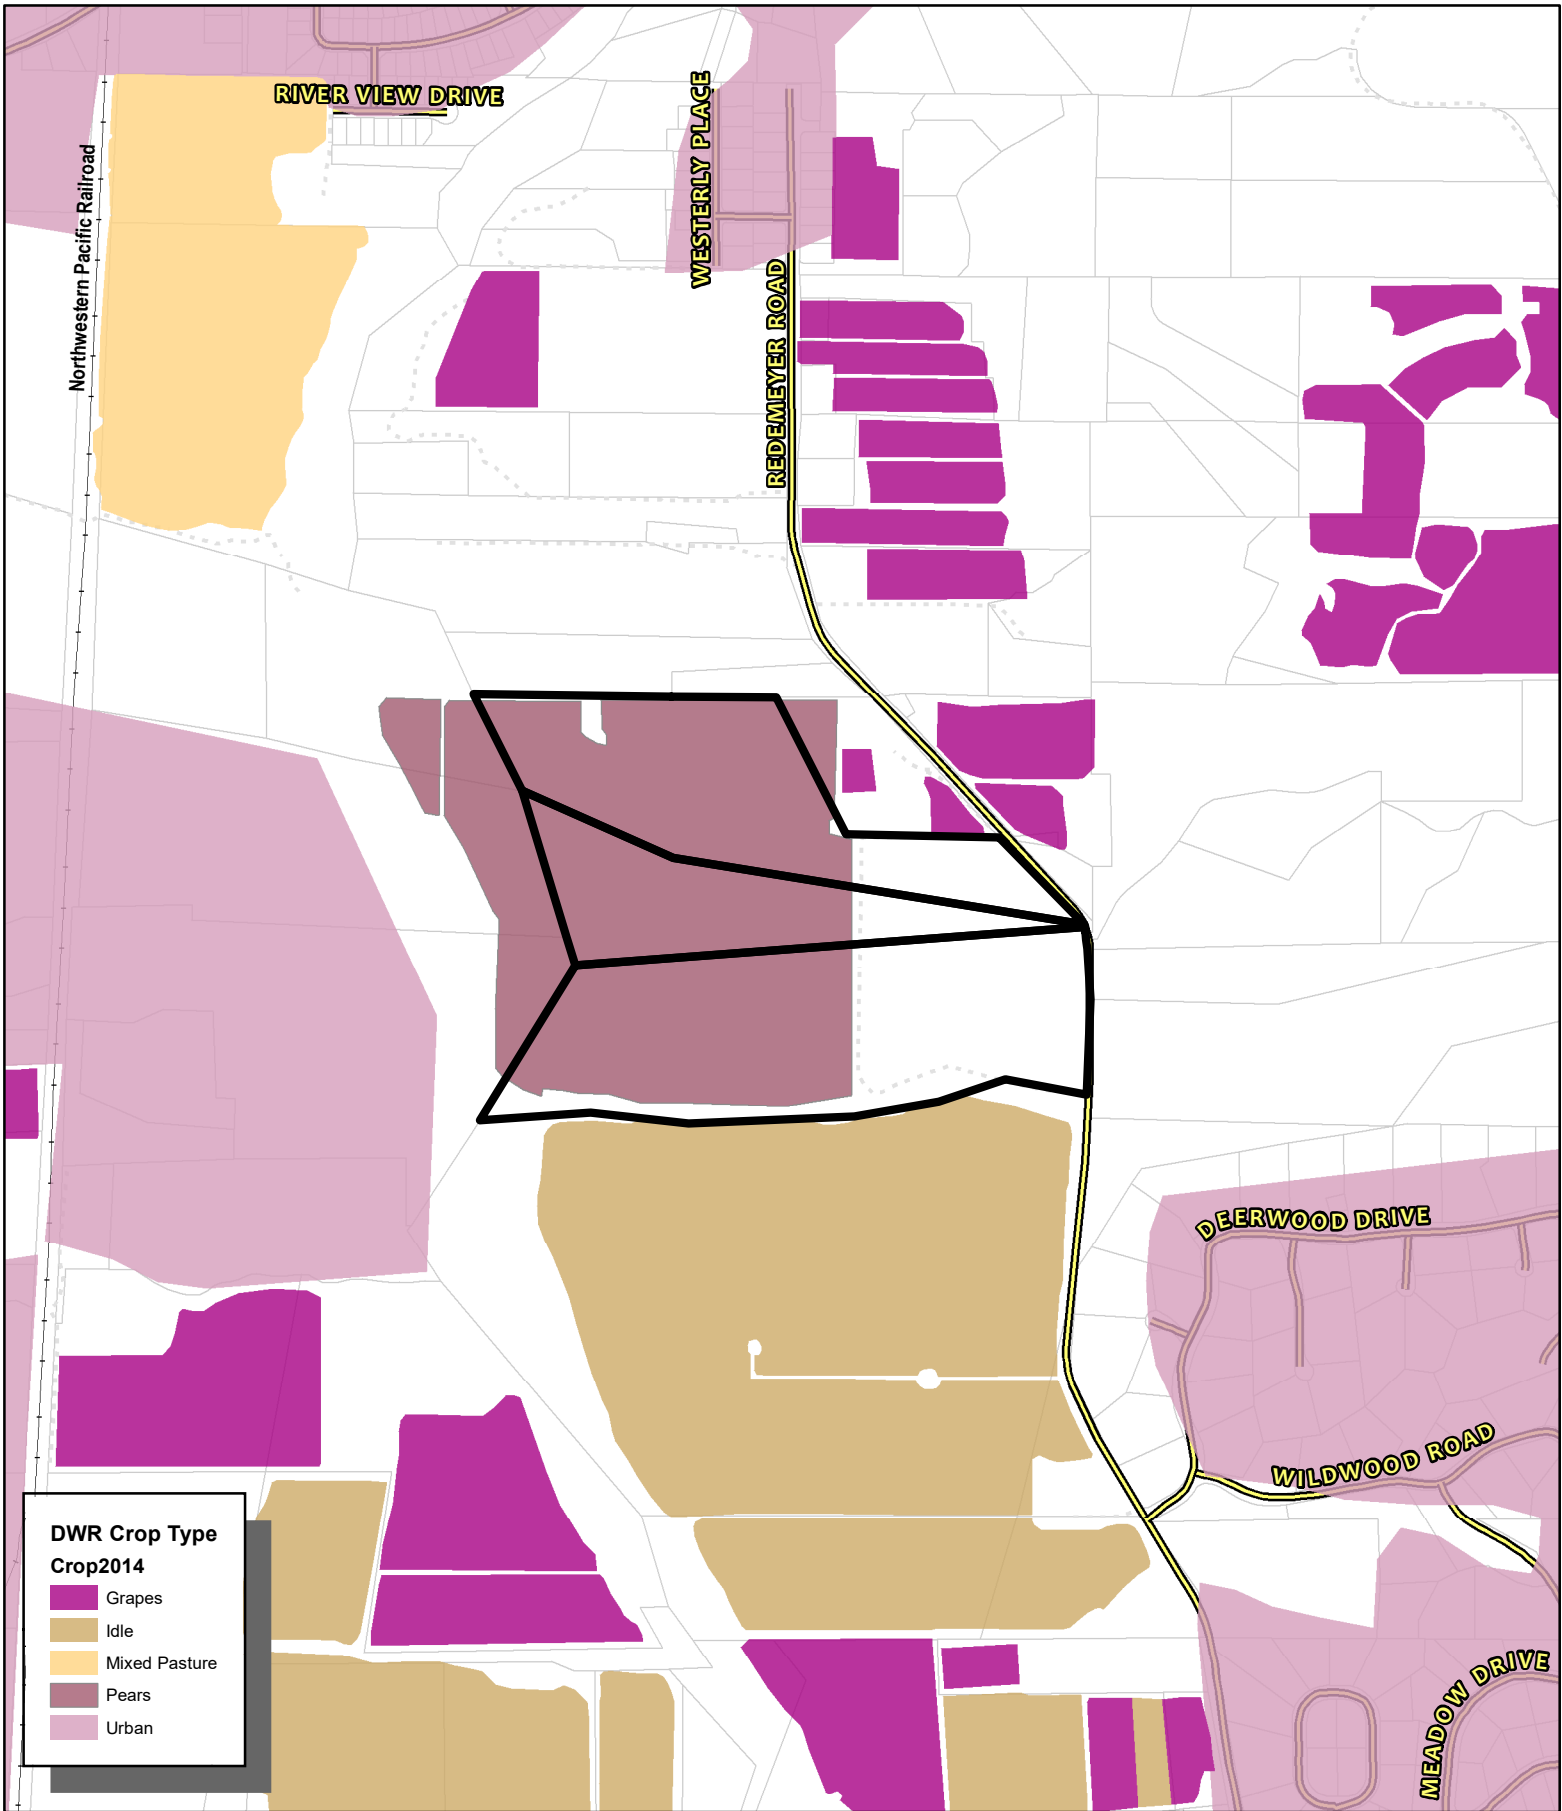 RIVER VIEW DRIVE
WESTERLY PLACE
Northwestern Pacific Railroad
REDEMEYER ROAD
DEERWOOD DRIVE
WILDWOOD ROAD
MEADOW DRIVE
DWR Crop Type
Crop2014
Grapes
Idle
Mixed Pasture
Pears
Urban